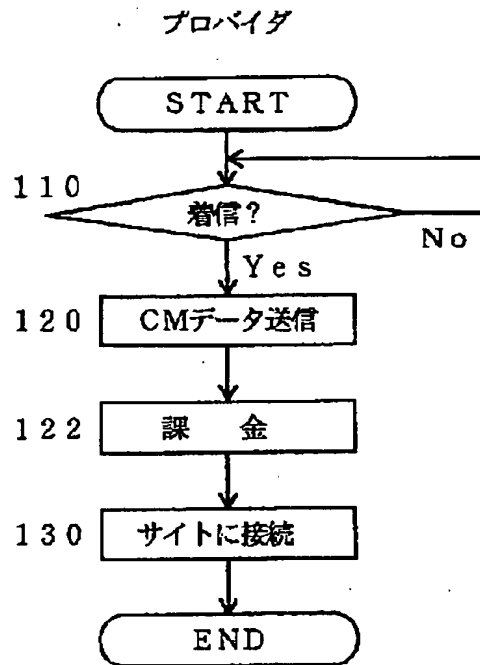 プロバイダ
START
110
着信?
No
Yes
120 CMデータ送信
122 課 金
130 サイトに接続
END